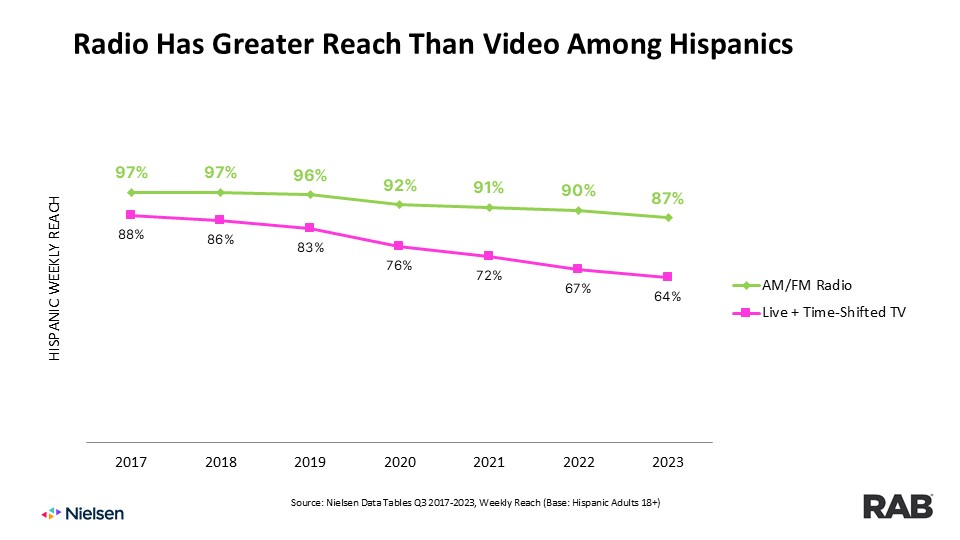 Radio Has Greater Reach Than Video Among Hispanics
HISPANIC WEEKLY REACH
97% 97% 96% 92% 91% 90% 87%
88% 86% 83% 76% 72% 67% 64%
AM/FM Radio
Live + Time-Shifted TV
2017 2018 2019 2020 2021 2022 2023
Source: Nielsen Data Tables Q3 2017-2023, Weekly Reach (Base: Hispanic Adults 18+)
Nielsen
RAB